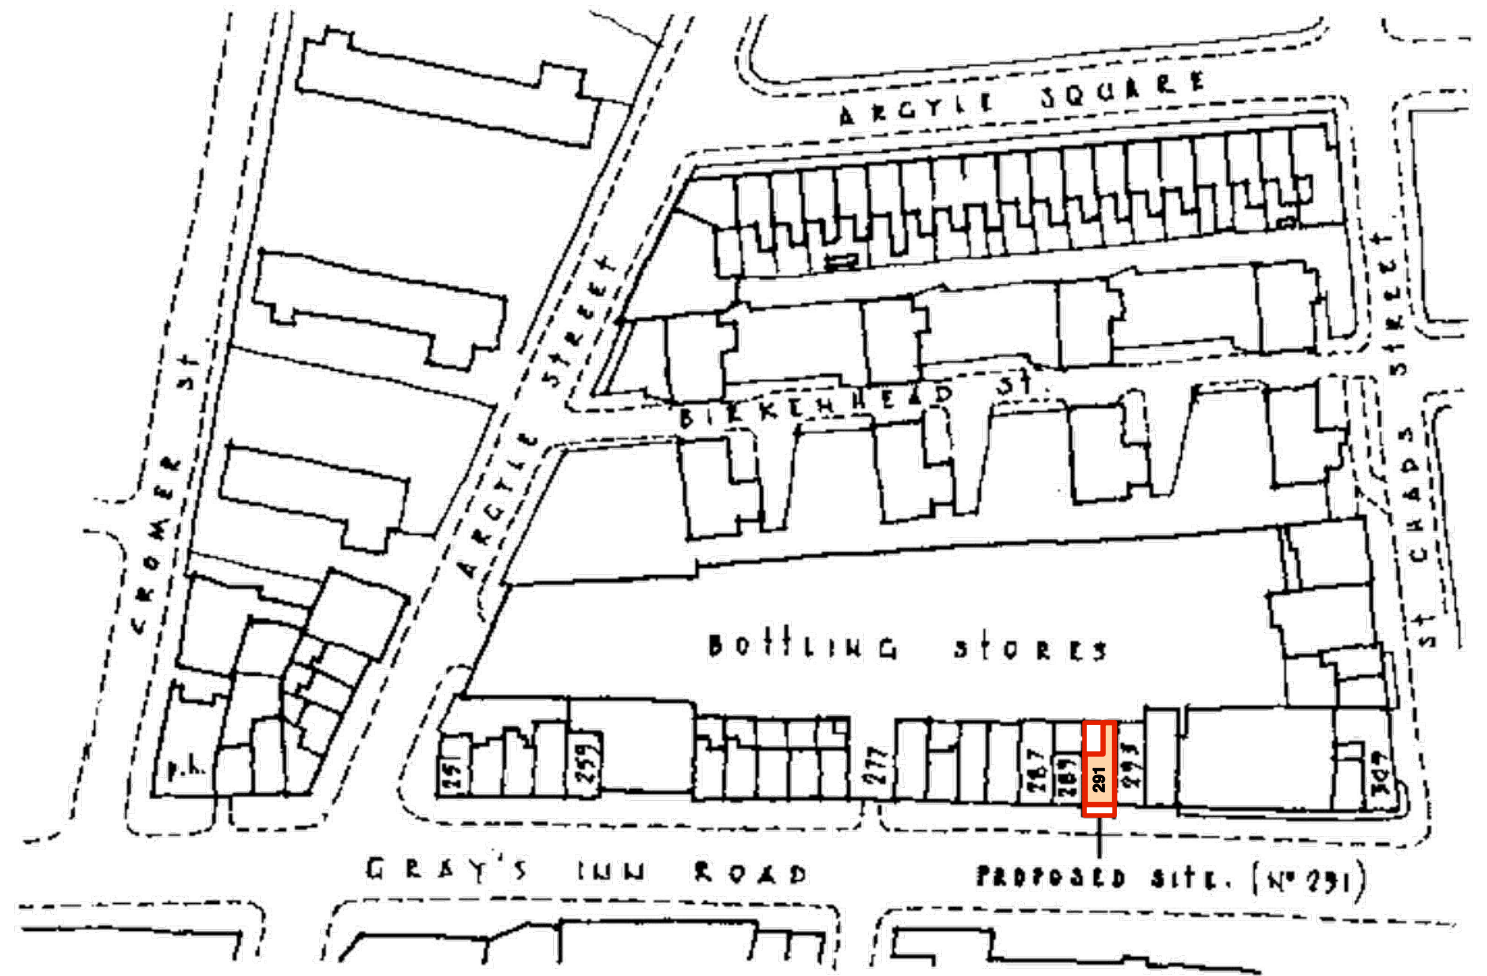 ARGYLE SQUARE
STREET
ARGYLE
STREET
ST CHADS
BIRKENHEAD St
CROMER St
BOttLING StORES
p.h.
251
259
277
287
289
291
293
309
GRAY'S INN ROAD
PROPOSED SItE. (Nº 291)